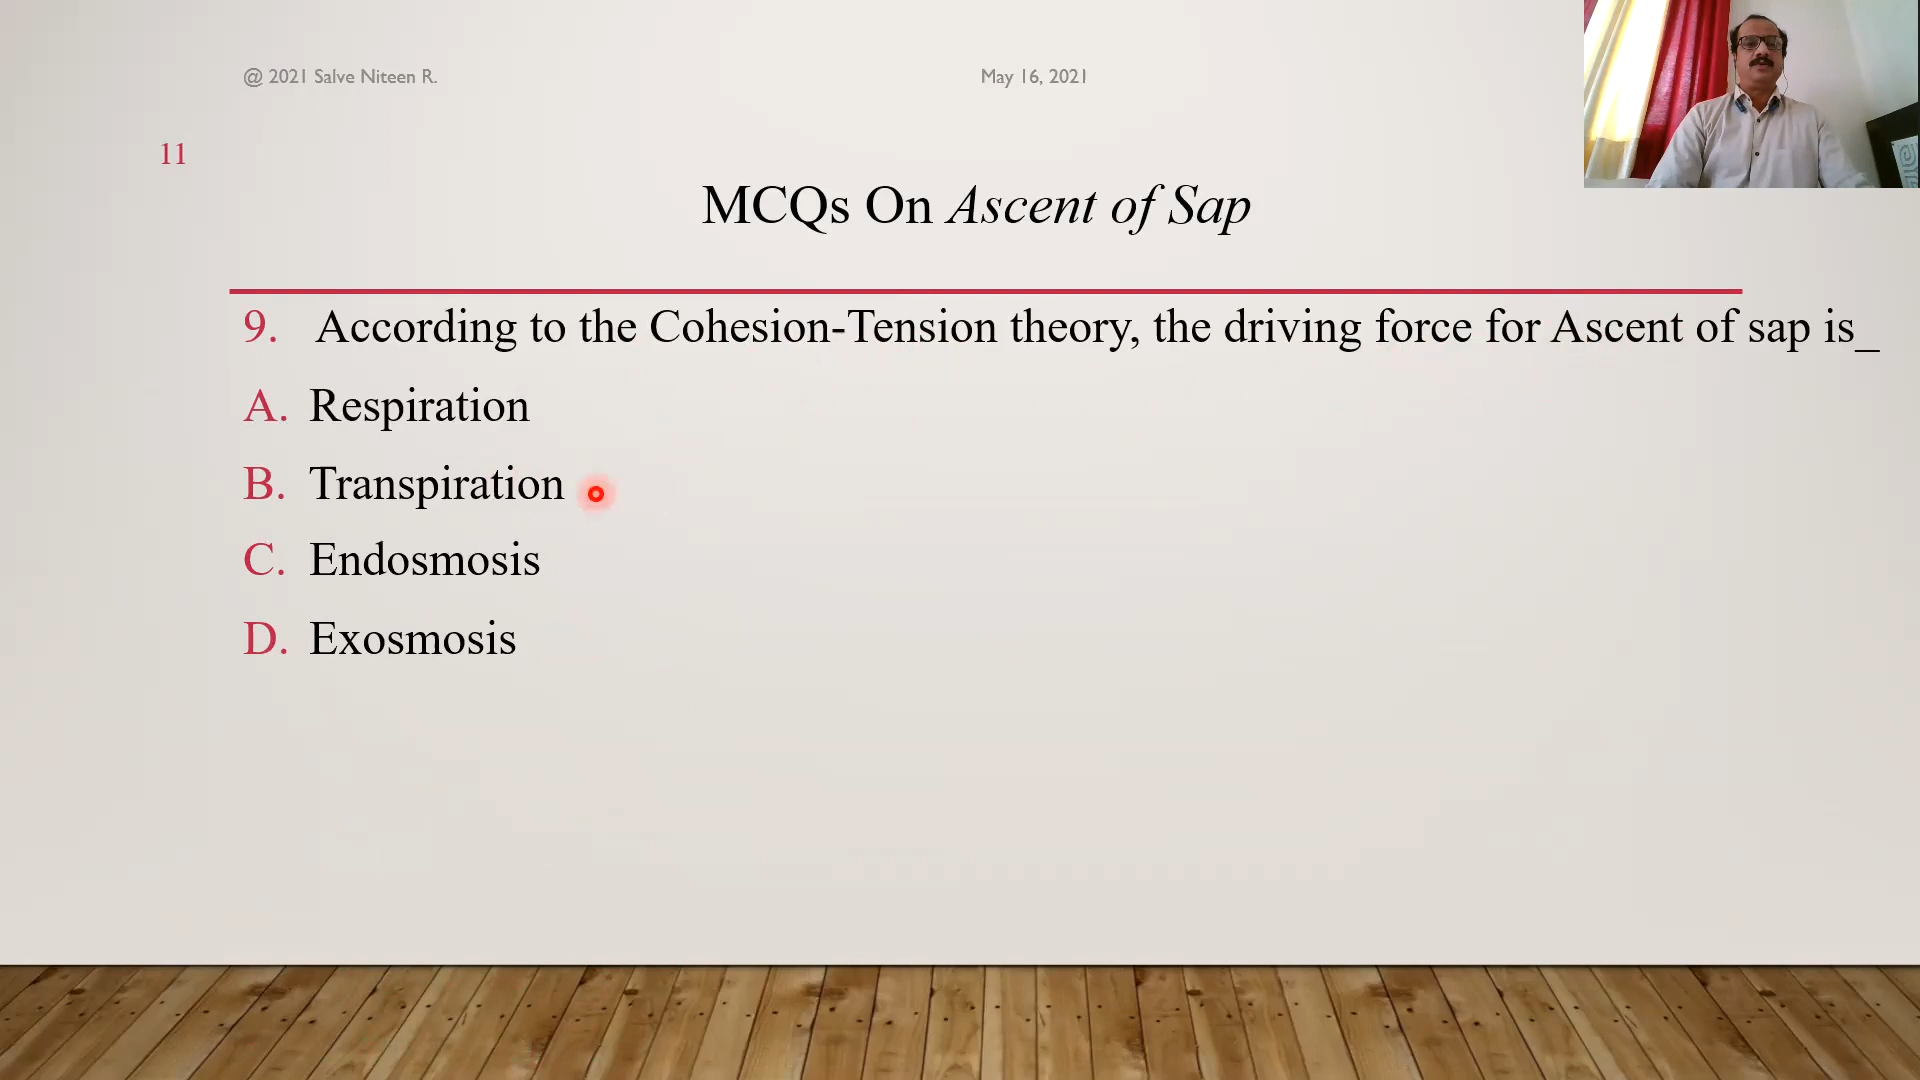 @ 2021 Salve Niteen R.
May 16, 2021
11
MCQs On Ascent of Sap
9. According to the Cohesion-Tension theory, the driving force for Ascent of sap is_
A. Respiration
B. Transpiration
C. Endosmosis
D. Exosmosis